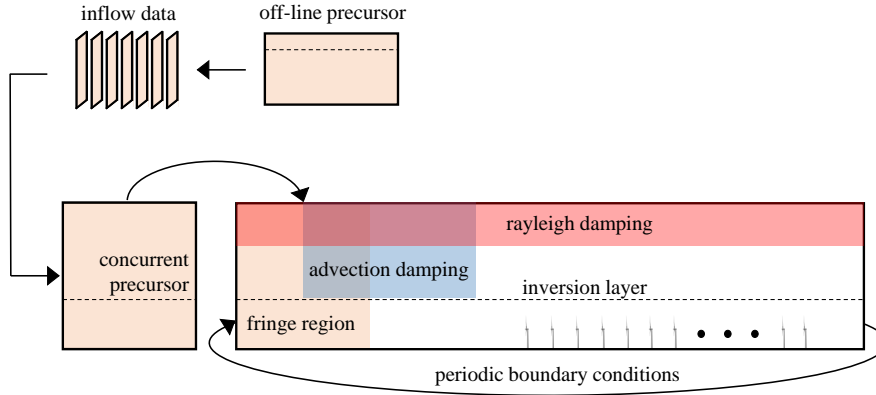 inflow data
off-line precursor
concurrent
precursor
rayleigh damping
advection damping
inversion layer
fringe region
periodic boundary conditions